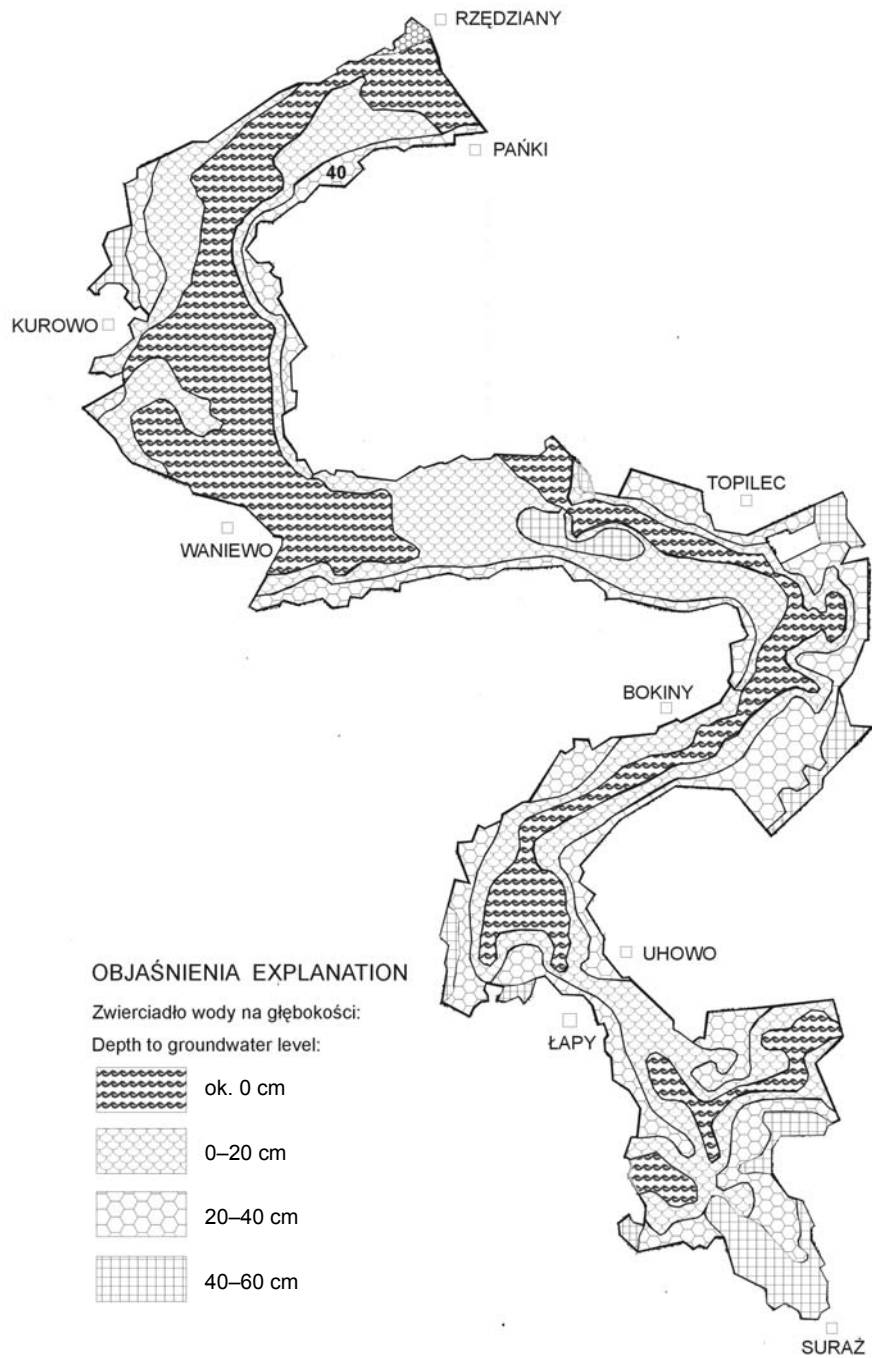 RZĘDZIANY
PAŃKI
40
KUROWO
TOPILEC
WANIEWO
BOKINY
UHOWO
ŁAPY
OBJAŚNIENIA EXPLANATION
Zwierciadło wody na głębokości:
Depth to groundwater level:
ok. 0 cm
0–20 cm
20–40 cm
40–60 cm
SURAŻ